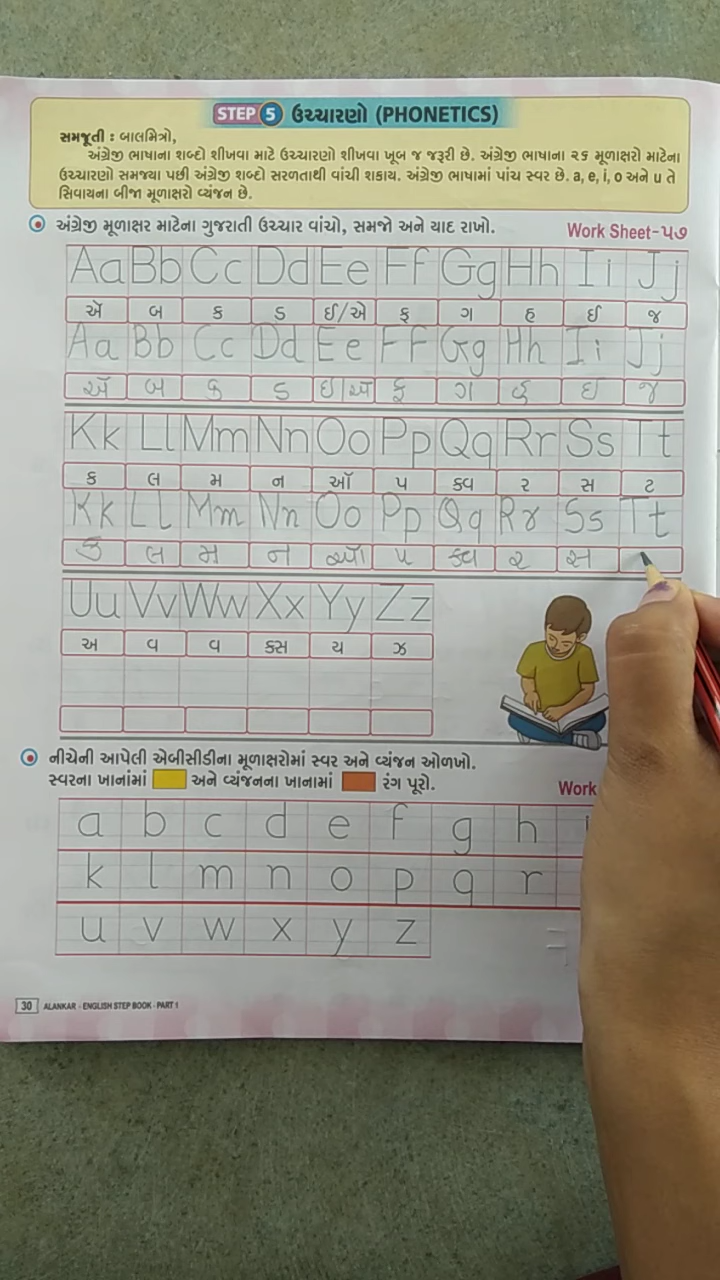 STEP 5 ઉચ્ચારણો (PHONETICS)
સમજૂતી : બાલમિત્રો,
અંગ્રેજી ભાષાના શબ્દો શીખવા માટે ઉચ્ચારણો શીખવા ખૂબ જ જરૂરી છે. અંગ્રેજી ભાષાના ૨૬ મૂળાક્ષરો માટેના
ઉચ્ચારણો સમજ્યા પછી અંગ્રેજી શબ્દો સરળતાથી વાંચી શકાય. અંગ્રેજી ભાષામાં પાંચ સ્વર છે. a, e, i, o અને u તે
સિવાયના બીજા મૂળાક્ષરો વ્યંજન છે.
અંગ્રેજી મૂળાક્ષર માટેના ગુજરાતી ઉચ્ચાર વાંચો, સમજો અને યાદ રાખો. Work Sheet-૫૭
Aa Bb Cc Dd Ee Ff Gg Hh Ii Jj
ઍ બ ક ડ ઈ/એ ફ ગ હ ઈ જ
Aa Bb Cc Dd Ee Ff Gg Hh Ii Jj
ઍ બ ક ડ ઇ/ઍ ફ ગ હ ઇ જ
Kk Ll Mm Nn Oo Pp Qq Rr Ss Tt
ક લ મ ન ઑ પ ક્વ ર સ ટ
Kk Ll Mm Nn Oo Pp Qq Rr Ss Tt
ક લ મ ન ઑ પ ક્વ ર સ
Uu Vv Ww Xx Yy Zz
અ વ વ ક્સ ય ઝ
નીચેની આપેલી એબીસીડીના મૂળાક્ષરોમાં સ્વર અને વ્યંજન ઓળખો.
સ્વરના ખાનાંમાં અને વ્યંજનના ખાનામાં રંગ પૂરો. Work
a b c d e f g h i
k l m n o p q r
u v w x y z
30 ALANKAR - ENGLISH STEP BOOK - PART 1